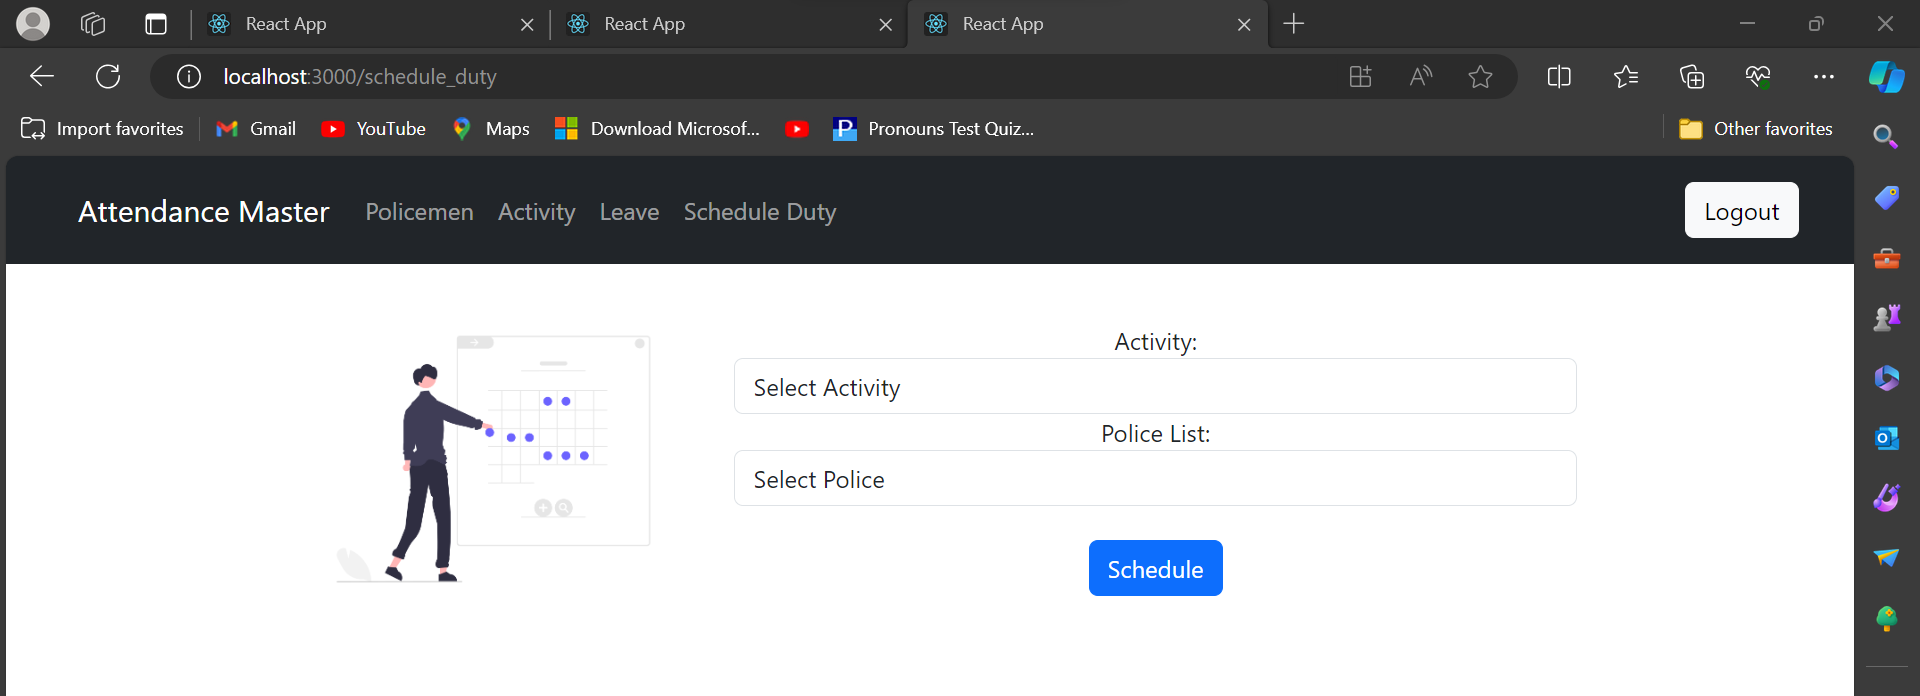 React App
React App
React App
localhost:3000/schedule_duty
Import favorites
Gmail
YouTube
Maps
Download Microsof...
Pronouns Test Quiz...
Other favorites
Attendance Master
Policemen
Activity
Leave
Schedule Duty
Logout
Activity:
Select Activity
Police List:
Select Police
Schedule